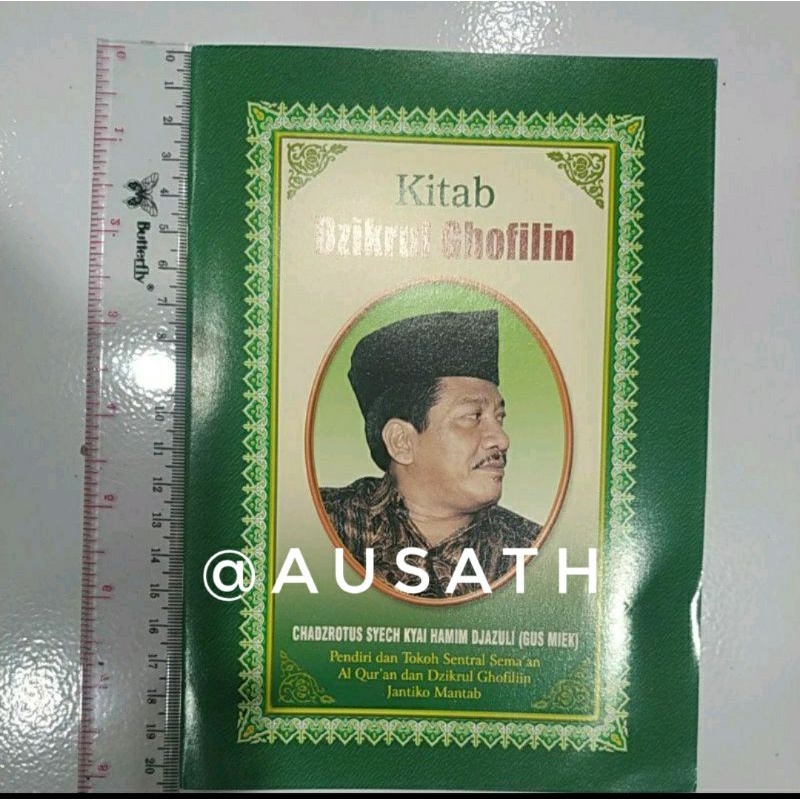 Kitab
Dzikrul Ghofilin
@AUSATH
CHADZROTUS SYECH KYAI HAMIM DJAZULI (GUS MIEK)
Pendiri dan Tokoh Sentral Sema'an
Al Qur'an dan Dzikrul Ghofiliin
Jantiko Mantab
Butterfly®